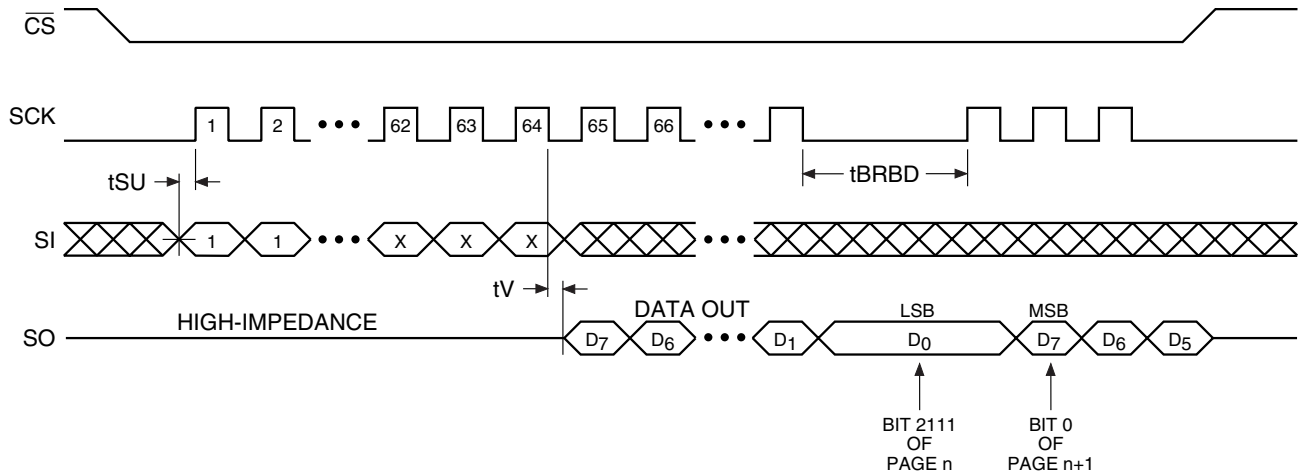 CS
SCK
1 2 ••• 62 63 64 65 66 •••
tSU
tBRBD
SI
1 1 ••• X X X •••
tV
HIGH-IMPEDANCE
DATA OUT
LSB
MSB
SO
D7 D6 ••• D1 D0 D7 D6 D5
BIT 2111
OF
PAGE n
BIT 0
OF
PAGE n+1